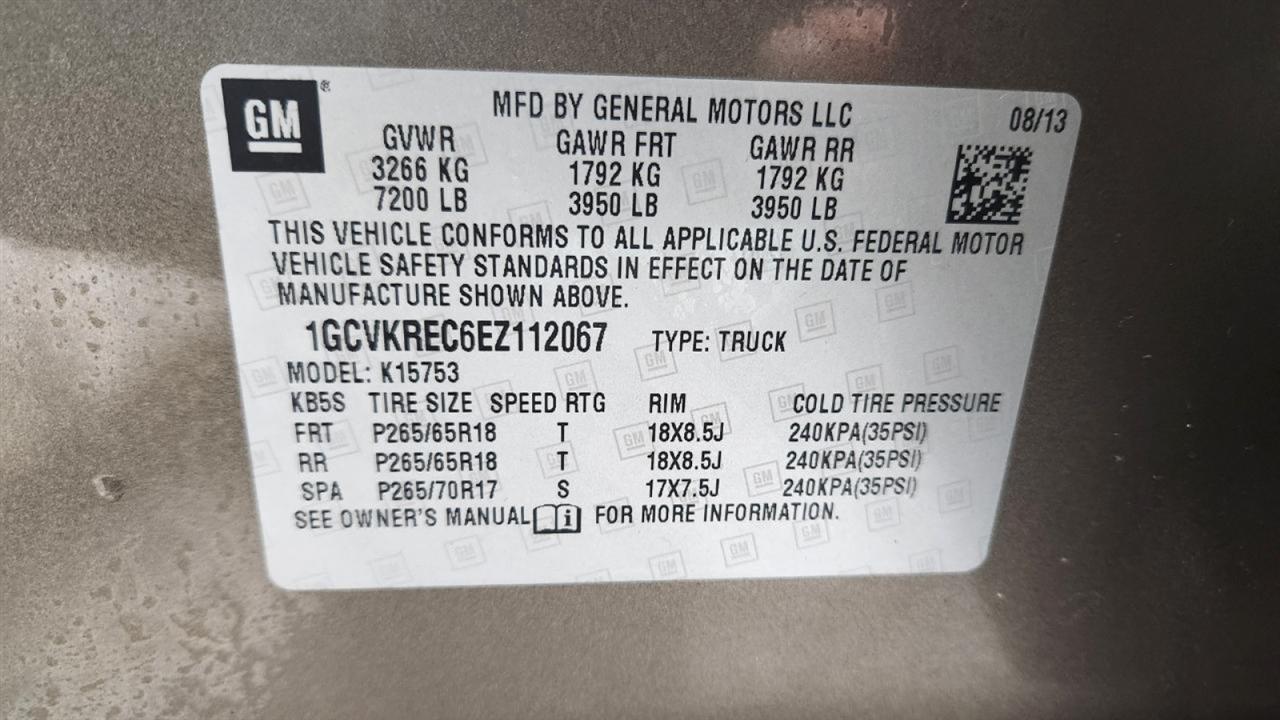 GM®
MFD BY GENERAL MOTORS LLC
08/13
GVWR GAWR FRT GAWR RR
3266 KG 1792 KG 1792 KG
7200 LB 3950 LB 3950 LB
THIS VEHICLE CONFORMS TO ALL APPLICABLE U.S. FEDERAL MOTOR
VEHICLE SAFETY STANDARDS IN EFFECT ON THE DATE OF
MANUFACTURE SHOWN ABOVE.
1GCVKREC6EZ112067 TYPE: TRUCK
MODEL: K15753
KB5S TIRE SIZE SPEED RTG RIM COLD TIRE PRESSURE
FRT P265/65R18 T 18X8.5J 240KPA(35PSI)
RR P265/65R18 T 18X8.5J 240KPA(35PSI)
SPA P265/70R17 S 17X7.5J 240KPA(35PSI)
SEE OWNER'S MANUAL i FOR MORE INFORMATION.